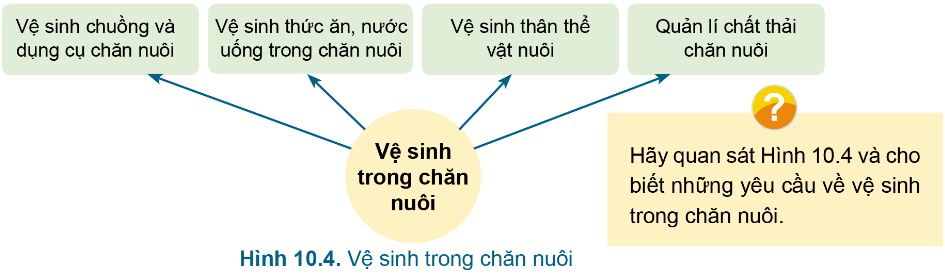 Vệ sinh chuồng và
dụng cụ chăn nuôi
Vệ sinh thức ăn, nước
uống trong chăn nuôi
Vệ sinh thân thể
vật nuôi
Quản lí chất thải
chăn nuôi
Vệ sinh
trong chăn
nuôi
?
Hãy quan sát Hình 10.4 và cho
biết những yêu cầu về vệ sinh
trong chăn nuôi.
Hình 10.4. Vệ sinh trong chăn nuôi